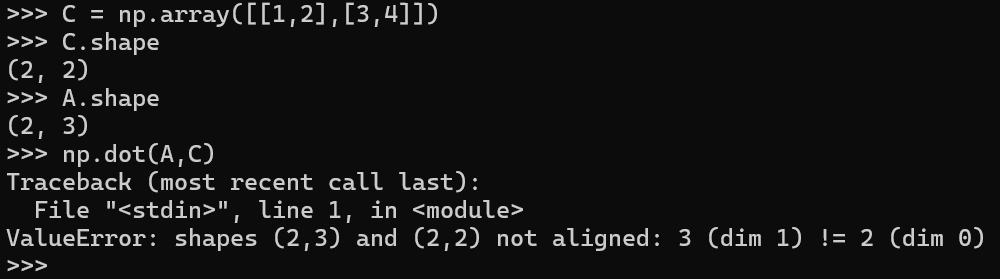 >>> C = np.array([[1,2],[3,4]])
>>> C.shape
(2, 2)
>>> A.shape
(2, 3)
>>> np.dot(A,C)
Traceback (most recent call last):
  File "<stdin>", line 1, in <module>
ValueError: shapes (2,3) and (2,2) not aligned: 3 (dim 1) != 2 (dim 0)
>>>